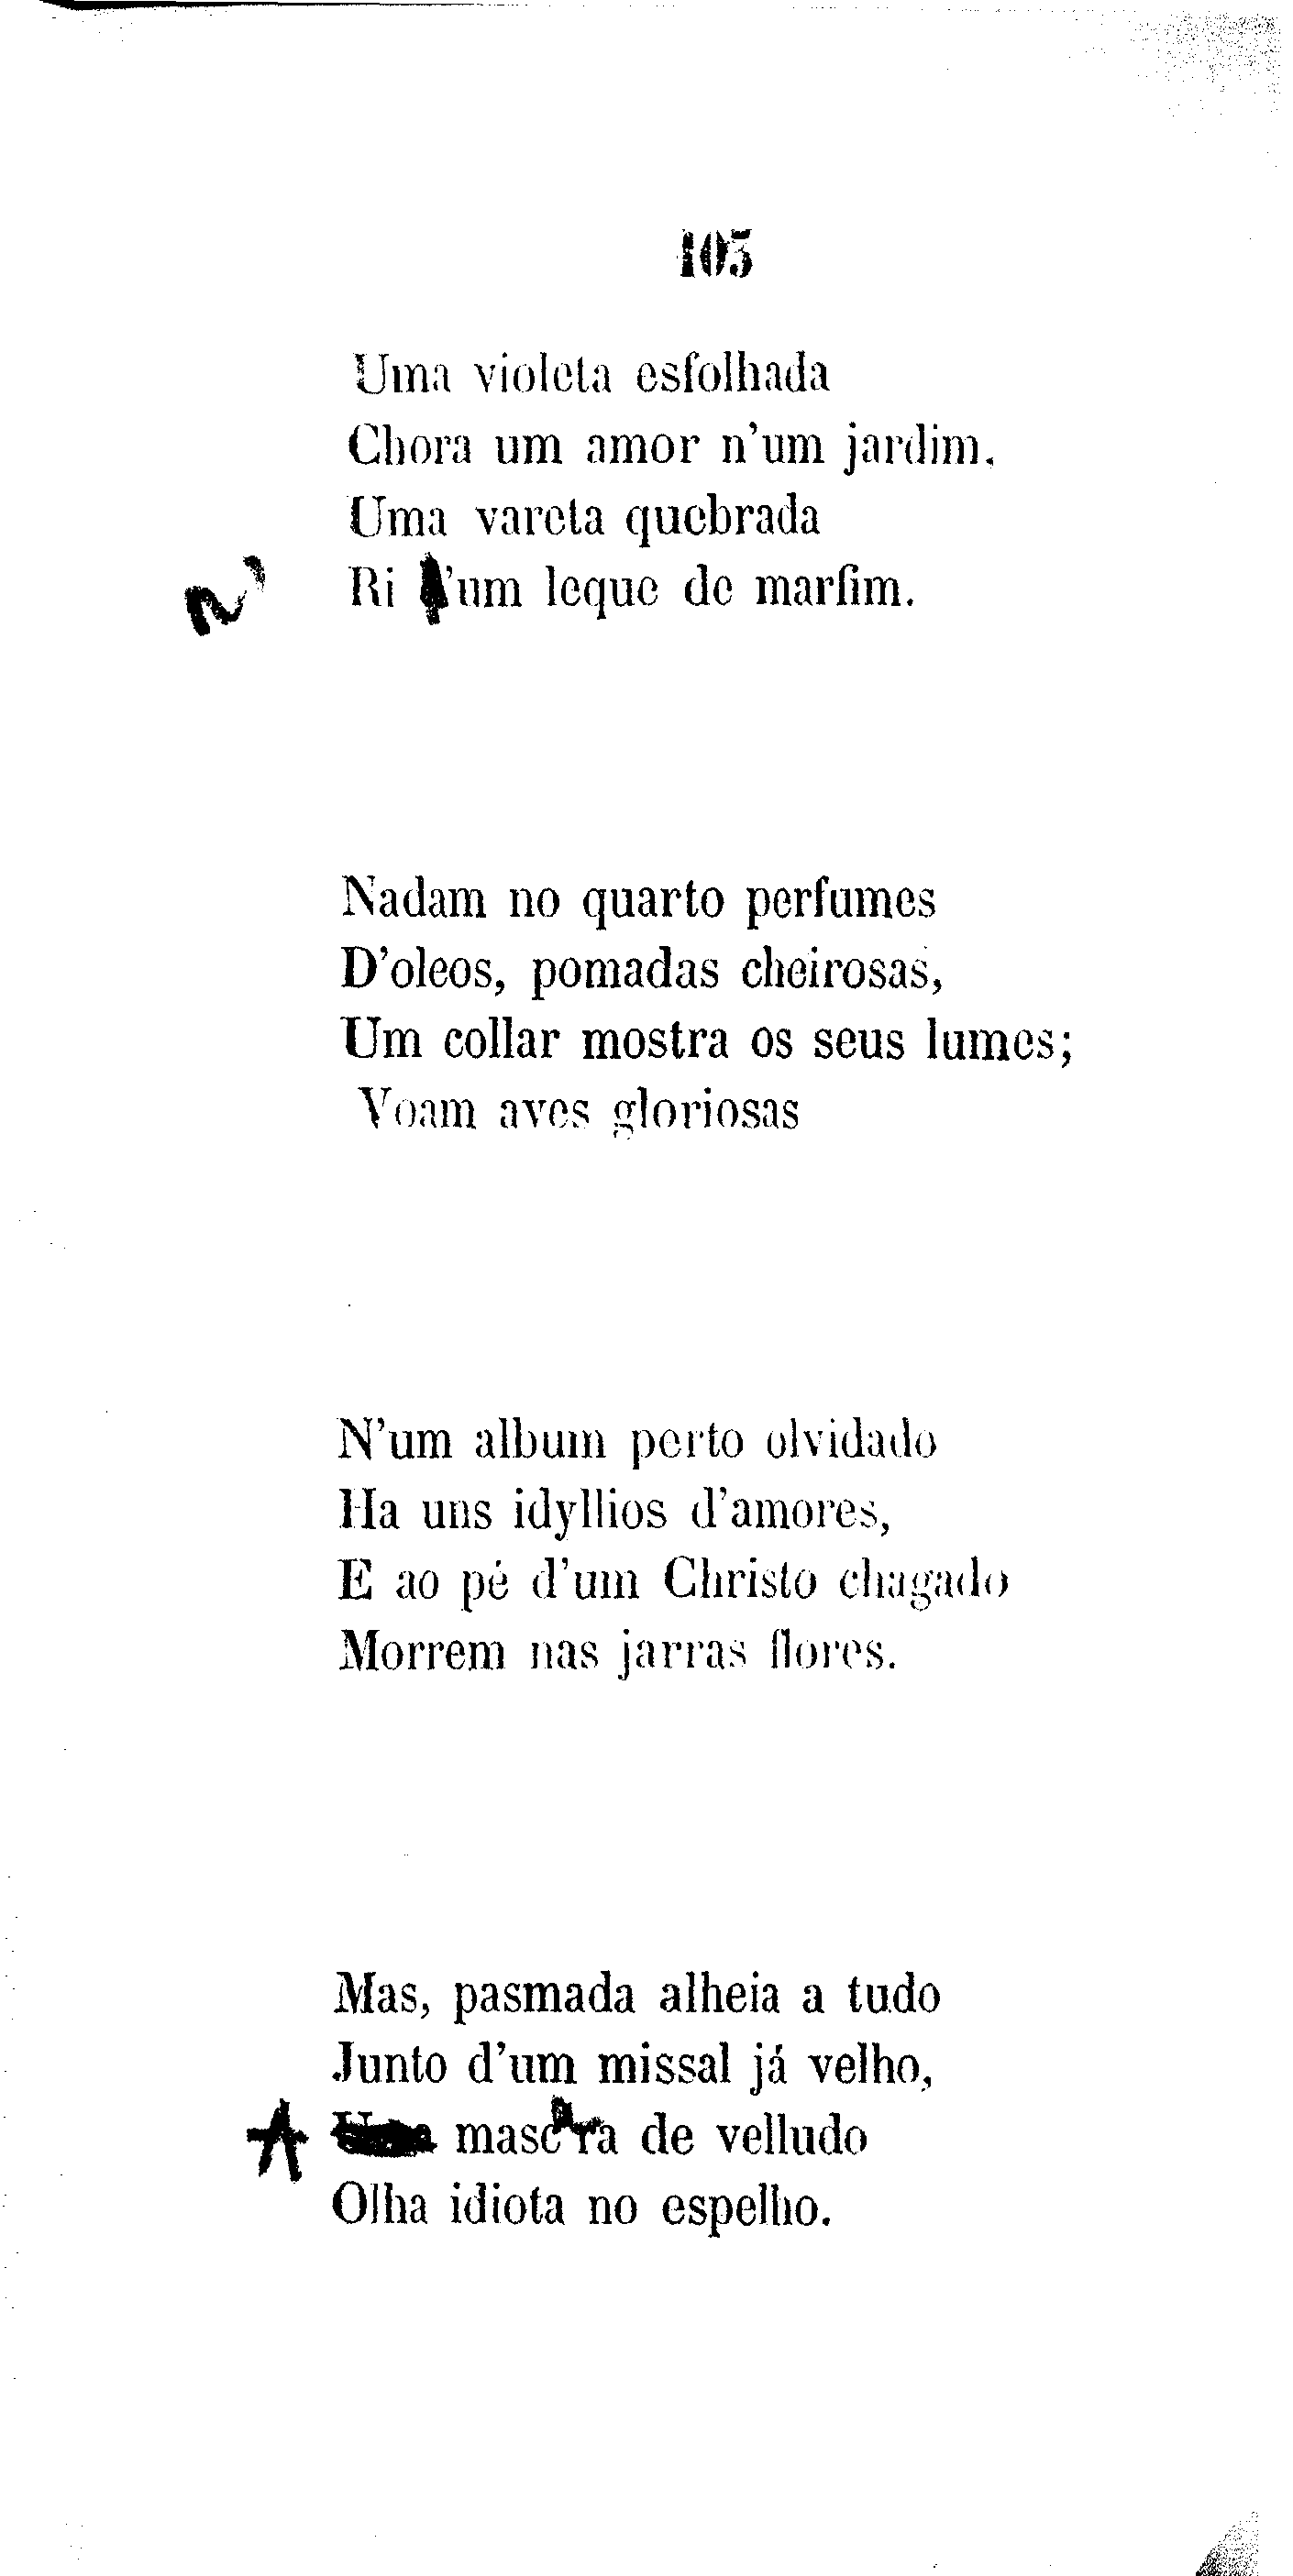 103
Uma violeta esfolhada
Chora um amor n'um jardim.
Uma vareta quebrada
n' Ri 'um leque de marfim.
Nadam no quarto perfumes
D'oleos, pomadas cheirosas,
Um collar mostra os seus lumes;
Voam aves gloriosas
N'um album perto olvidado
Ha uns idyllios d'amores,
E ao pé d'um Christo chagado
Morrem nas jarras flores.
Mas, pasmada alheia a tudo
Junto d'um missal já velho,
A mascara de velludo
Olha idiota no espelho.